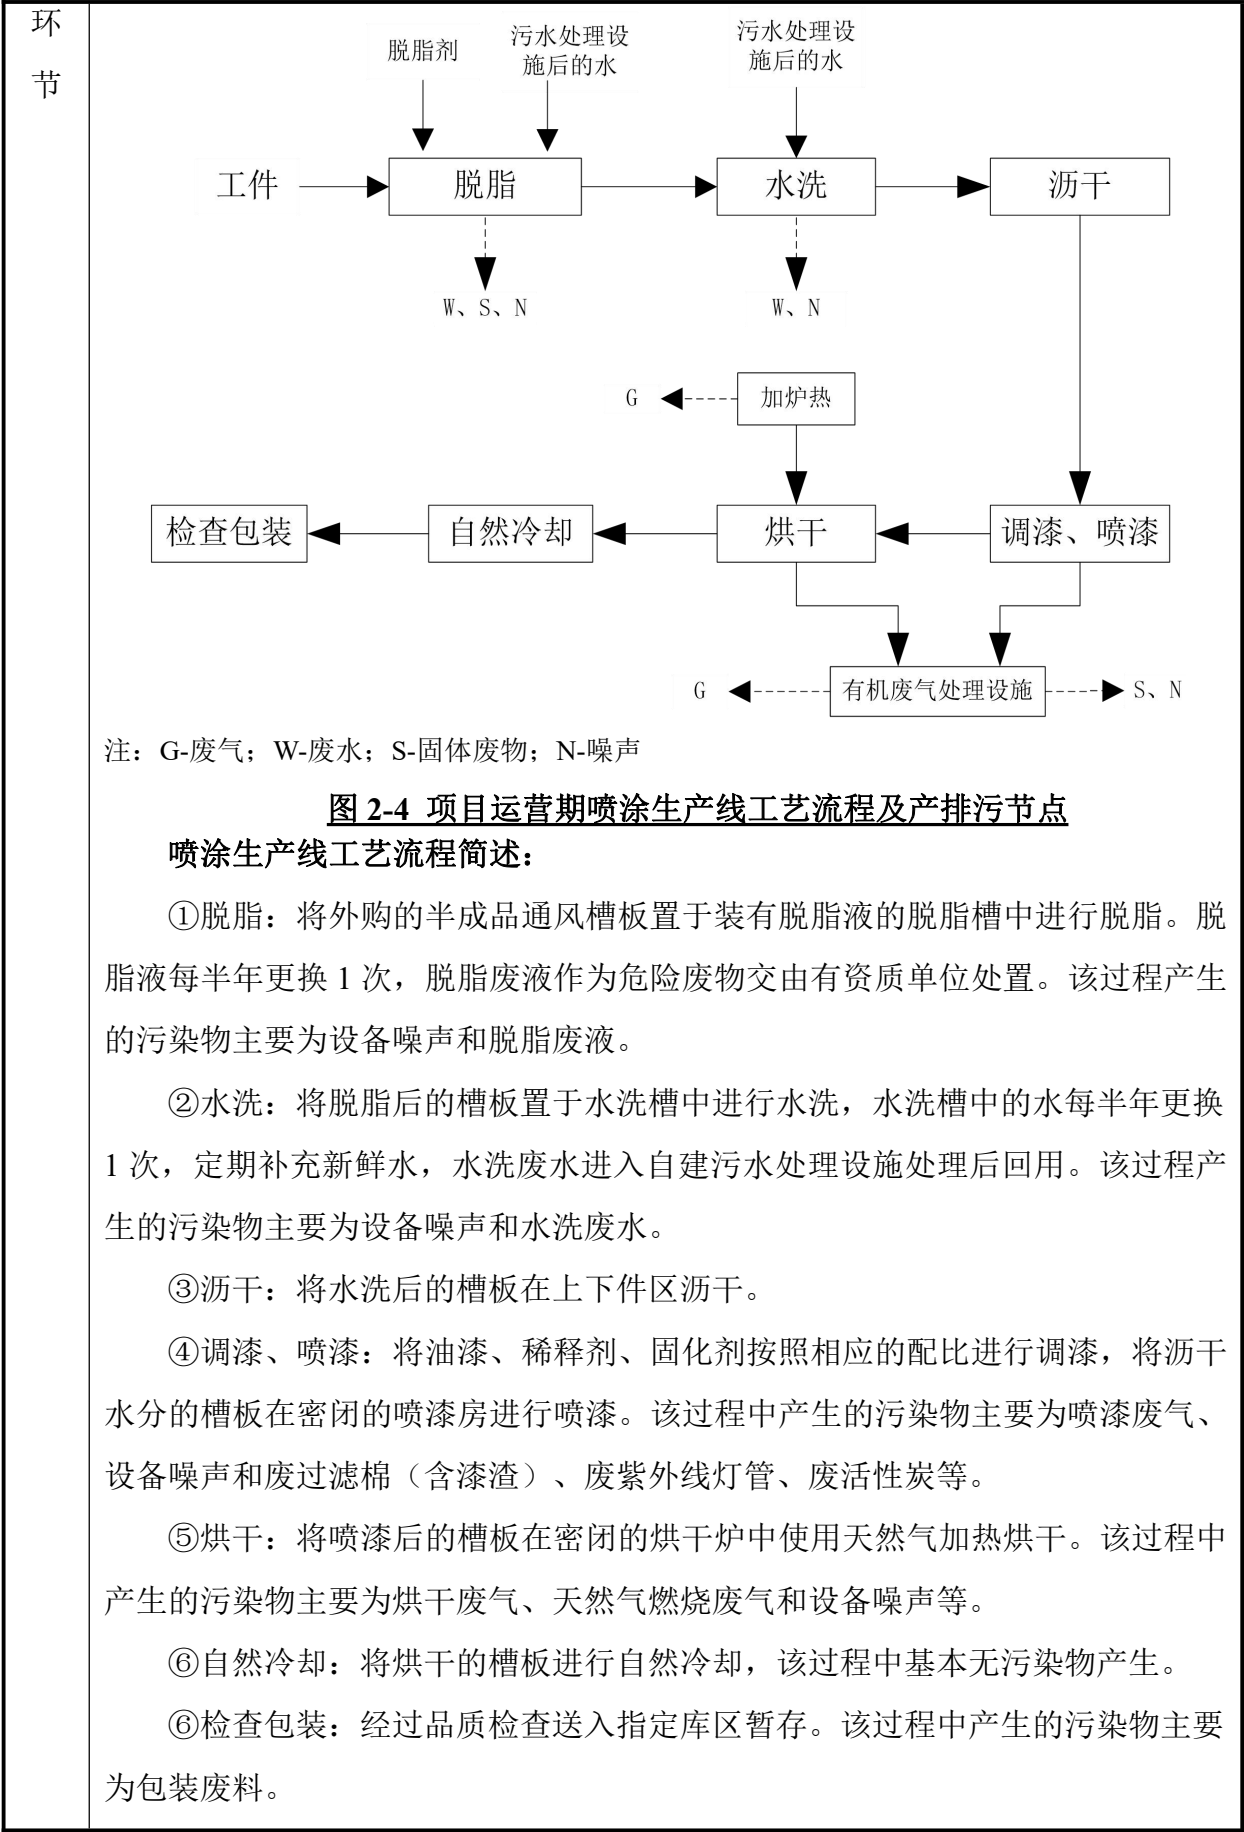 环
节
脱脂剂
污水处理设
施后的水
污水处理设
施后的水
工件
脱脂
水洗
沥干
W、S、N
W、N
G
加炉热
检查包装
自然冷却
烘干
调漆、喷漆
G
有机废气处理设施
S、N
注：G-废气；W-废水；S-固体废物；N-噪声
图 2-4 项目运营期喷涂生产线工艺流程及产排污节点
喷涂生产线工艺流程简述：
①脱脂：将外购的半成品通风槽板置于装有脱脂液的脱脂槽中进行脱脂。脱
脂液每半年更换 1 次，脱脂废液作为危险废物交由有资质单位处置。该过程产生
的污染物主要为设备噪声和脱脂废液。
②水洗：将脱脂后的槽板置于水洗槽中进行水洗，水洗槽中的水每半年更换
1 次，定期补充新鲜水，水洗废水进入自建污水处理设施处理后回用。该过程产
生的污染物主要为设备噪声和水洗废水。
③沥干：将水洗后的槽板在上下件区沥干。
④调漆、喷漆：将油漆、稀释剂、固化剂按照相应的配比进行调漆，将沥干
水分的槽板在密闭的喷漆房进行喷漆。该过程中产生的污染物主要为喷漆废气、
设备噪声和废过滤棉（含漆渣）、废紫外线灯管、废活性炭等。
⑤烘干：将喷漆后的槽板在密闭的烘干炉中使用天然气加热烘干。该过程中
产生的污染物主要为烘干废气、天然气燃烧废气和设备噪声等。
⑥自然冷却：将烘干的槽板进行自然冷却，该过程中基本无污染物产生。
⑥检查包装：经过品质检查送入指定库区暂存。该过程中产生的污染物主要
为包装废料。